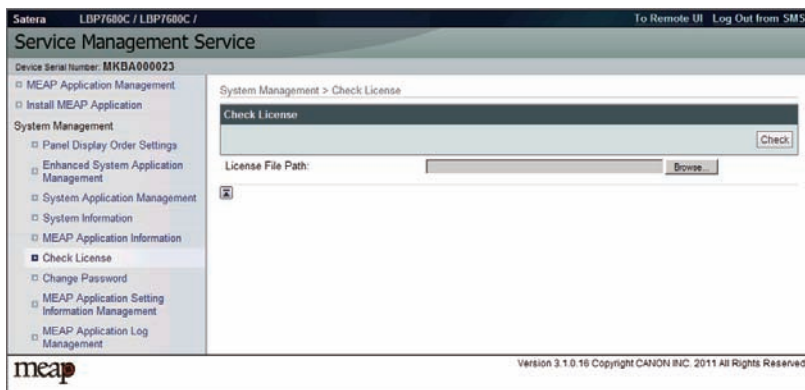 Satera LBP7680C / LBP7680C /
To Remote UI Log Out from SMS
Service Management Service
Device Serial Number: MKBA000023
MEAP Application Management
Install MEAP Application
System Management
Panel Display Order Settings
Enhanced System Application
Management
System Application Management
System Information
MEAP Application Information
Check License
Change Password
MEAP Application Setting
Information Management
MEAP Application Log
Management
System Management > Check License
Check License
Check
License File Path:
Browse...
meap
Version 3.1.0.16 Copyright CANON INC. 2011 All Rights Reserved